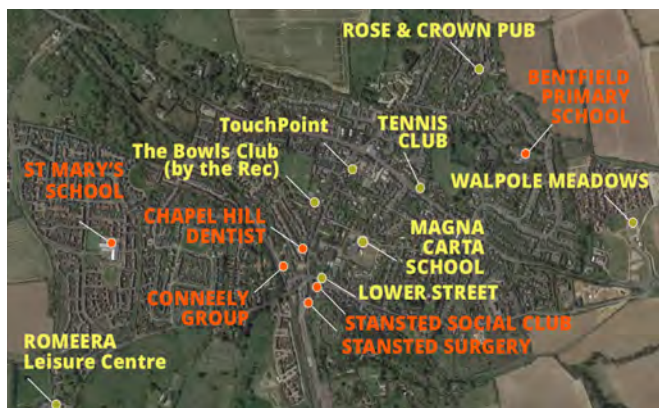 ROSE & CROWN PUB
BENTFIELD
PRIMARY
SCHOOL
TouchPoint
TENNIS
CLUB
The Bowls Club
(by the Rec)
ST MARY'S
SCHOOL
WALPOLE MEADOWS
CHAPEL HILL
DENTIST
MAGNA
CARTA
SCHOOL
CONNEELY
GROUP
LOWER STREET
STANSTED SOCIAL CLUB
STANSTED SURGERY
ROMEERA
Leisure Centre